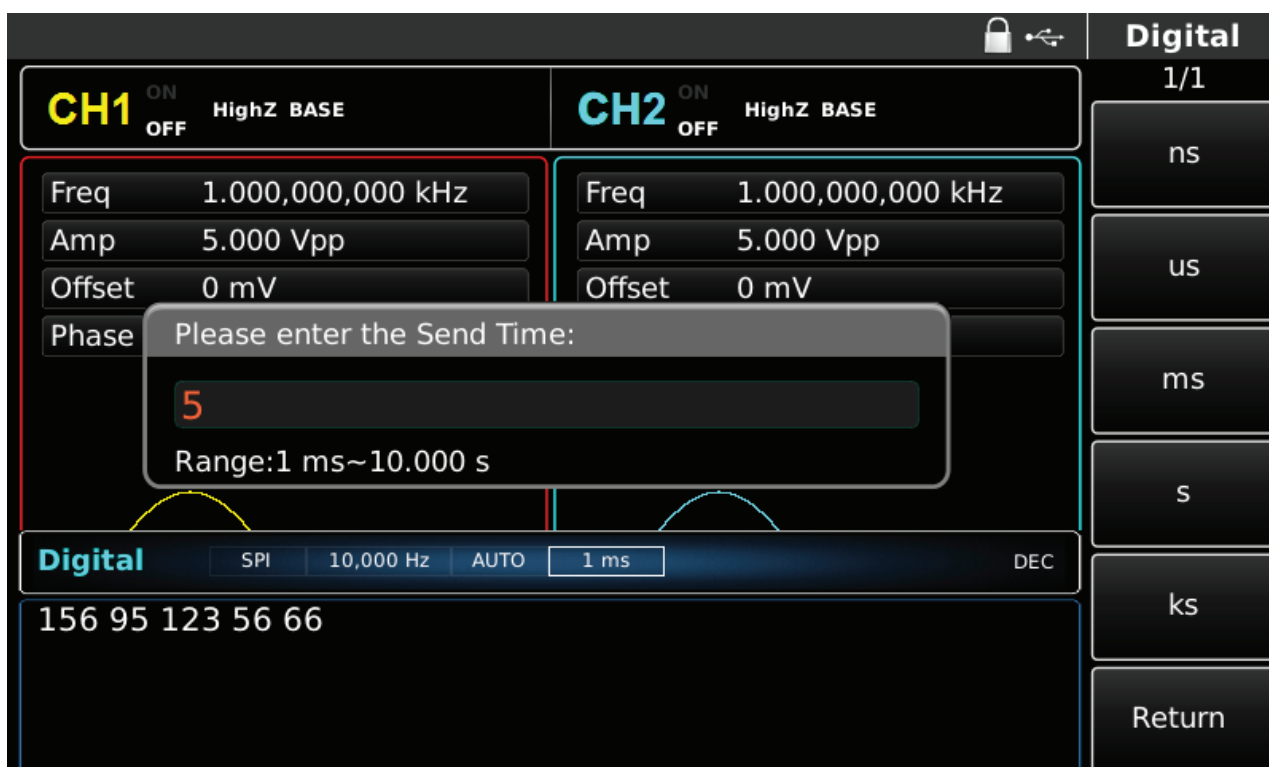 Digital
1/1
CH1 ON OFF HighZ BASE
CH2 ON OFF HighZ BASE
Freq 1.000,000,000 kHz
Amp 5.000 Vpp
Offset 0 mV
Phase
Freq 1.000,000,000 kHz
Amp 5.000 Vpp
Offset 0 mV
Please enter the Send Time:
5
Range:1 ms~10.000 s
Digital SPI 10,000 Hz AUTO 1 ms DEC
156 95 123 56 66
ns
us
ms
s
ks
Return